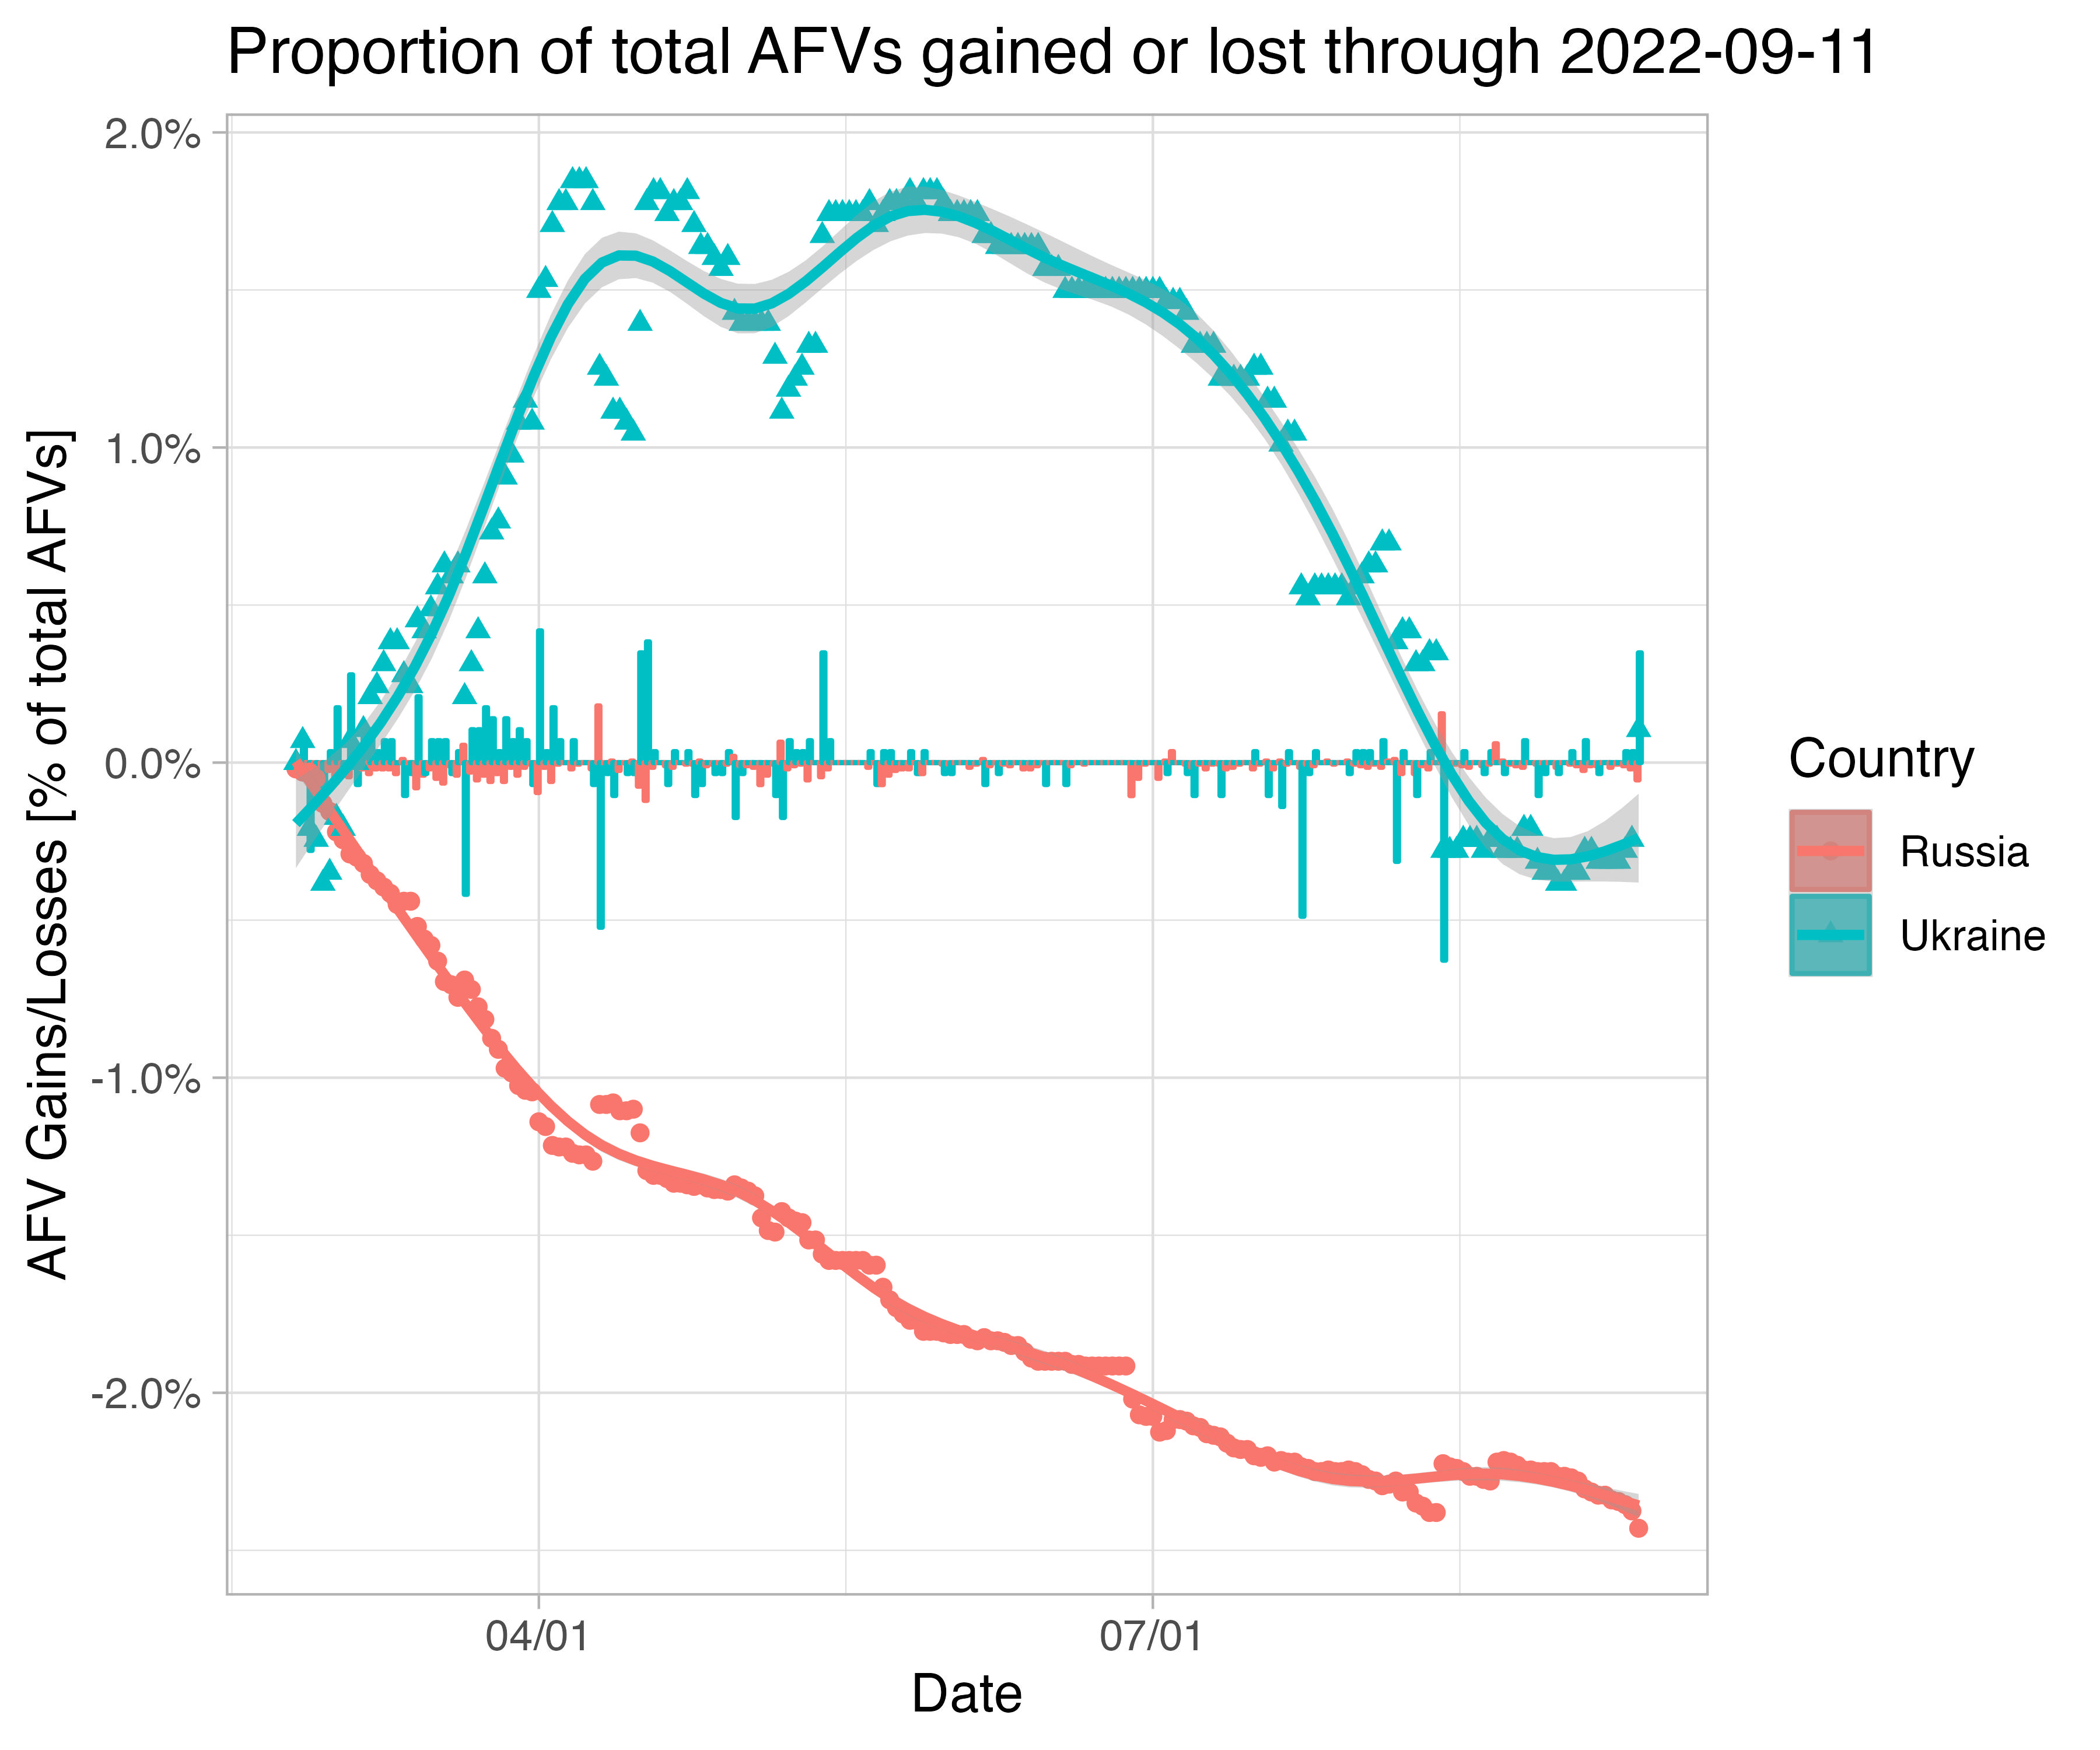 Proportion of total AFVs gained or lost through 2022-09-11
AFV Gains/Losses [% of total AFVs]
2.0%
1.0%
0.0%
-1.0%
-2.0%
04/01
07/01
Date
Country
Russia
Ukraine